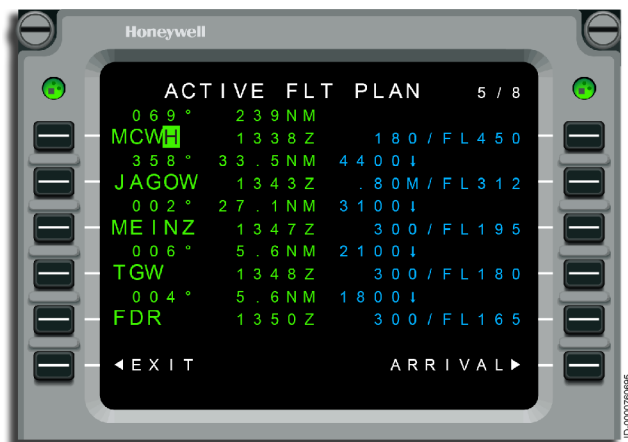 Honeywell
ACTIVE FLT PLAN 5 / 8
069° 239NM
MCWH 1338Z 180/FL450
358° 33.5NM 4400↓
JAGOW 1343Z .80M/FL312
002° 27.1NM 3100↓
MEINZ 1347Z 300/FL195
006° 5.6NM 2100↓
TGW 1348Z 300/FL180
004° 5.6NM 1800↓
FDR 1350Z 300/FL165
◀EXIT ARRIVAL▶
ID-0000760695